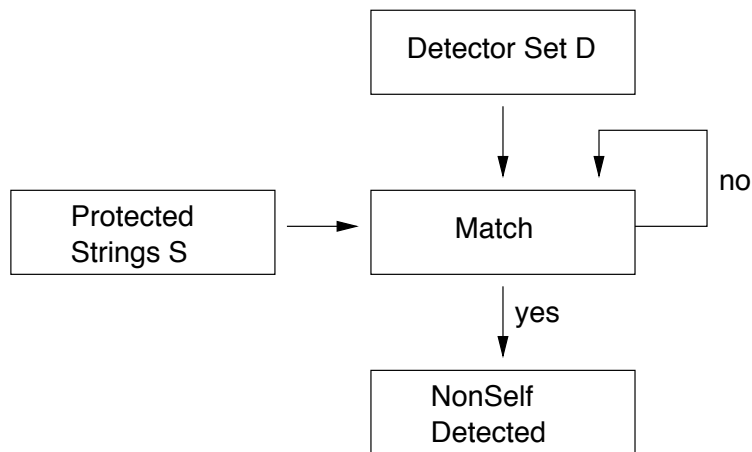 Detector Set D
no
Protected
Strings S
Match
yes
NonSelf
Detected